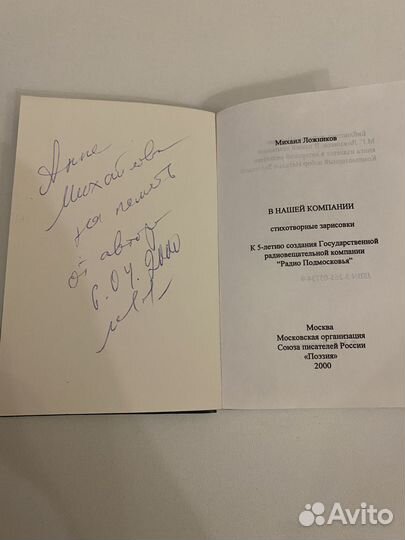 Анне
Михайловне
на память
от автора
6.04.2000
Михаил Ложников
В НАШЕЙ КОМПАНИИ
стихотворные зарисовки
К 5-летию создания Государственной
радиовещательной компании
"Радио Подмосковья"
Москва
Московская организация
Союза писателей России
«Поэзия»
2000
Avito